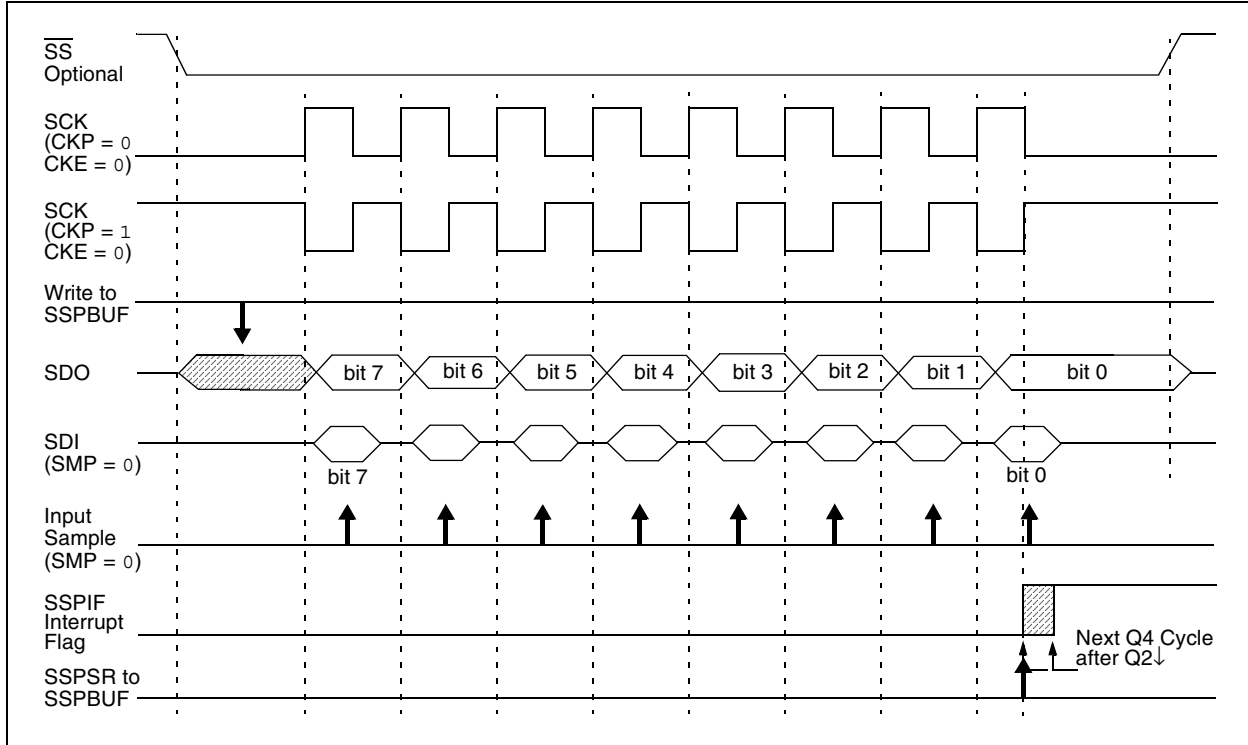 SS
Optional
SCK
(CKP = 0
CKE = 0)
SCK
(CKP = 1
CKE = 0)
Write to
SSPBUF
SDO
bit 7
bit 6
bit 5
bit 4
bit 3
bit 2
bit 1
bit 0
SDI
(SMP = 0)
bit 7
bit 0
Input
Sample
(SMP = 0)
SSPIF
Interrupt
Flag
Next Q4 Cycle
after Q2↓
SSPSR to
SSPBUF